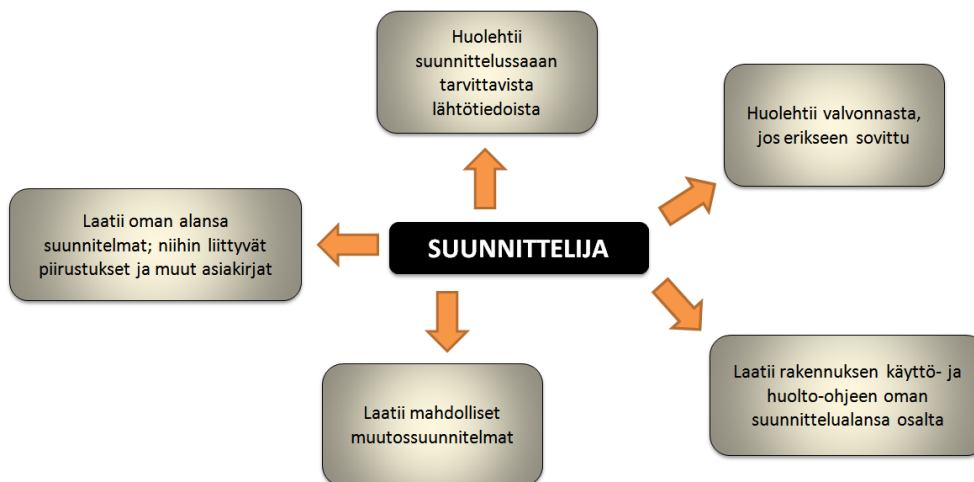 Huolehtii
suunnittelussaaan
tarvittavista
lähtötiedoista
Huolehtii valvonnasta,
jos erikseen sovittu
Laatii oman alansa
suunnitelmat; niihin liittyvät
piirustukset ja muut asiakirjat
SUUNNITTELIJA
Laatii mahdolliset
muutossuunnitelmat
Laatii rakennuksen käyttö- ja
huolto-ohjeen oman
suunnittelualansa osalta